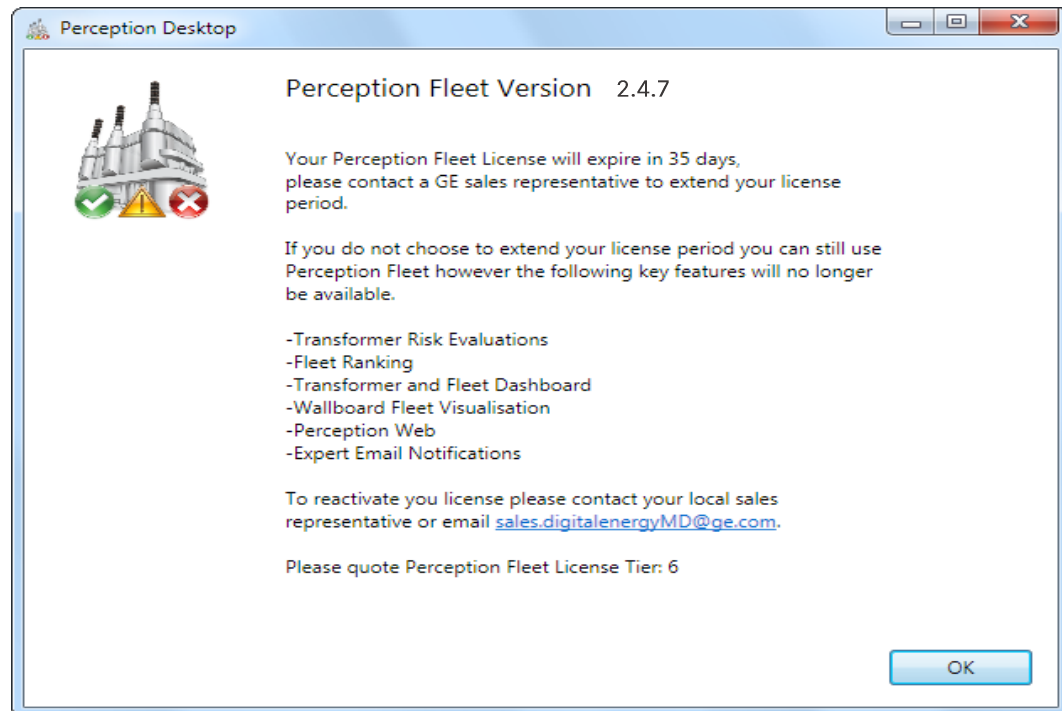 Perception Desktop
Perception Fleet Version 2.4.7
Your Perception Fleet License will expire in 35 days,
please contact a GE sales representative to extend your license
period.
If you do not choose to extend your license period you can still use
Perception Fleet however the following key features will no longer
be available.
-Transformer Risk Evaluations
-Fleet Ranking
-Transformer and Fleet Dashboard
-Wallboard Fleet Visualisation
-Perception Web
-Expert Email Notifications
To reactivate you license please contact your local sales
representative or email sales.digitalenergyMD@ge.com.
Please quote Perception Fleet License Tier: 6
OK